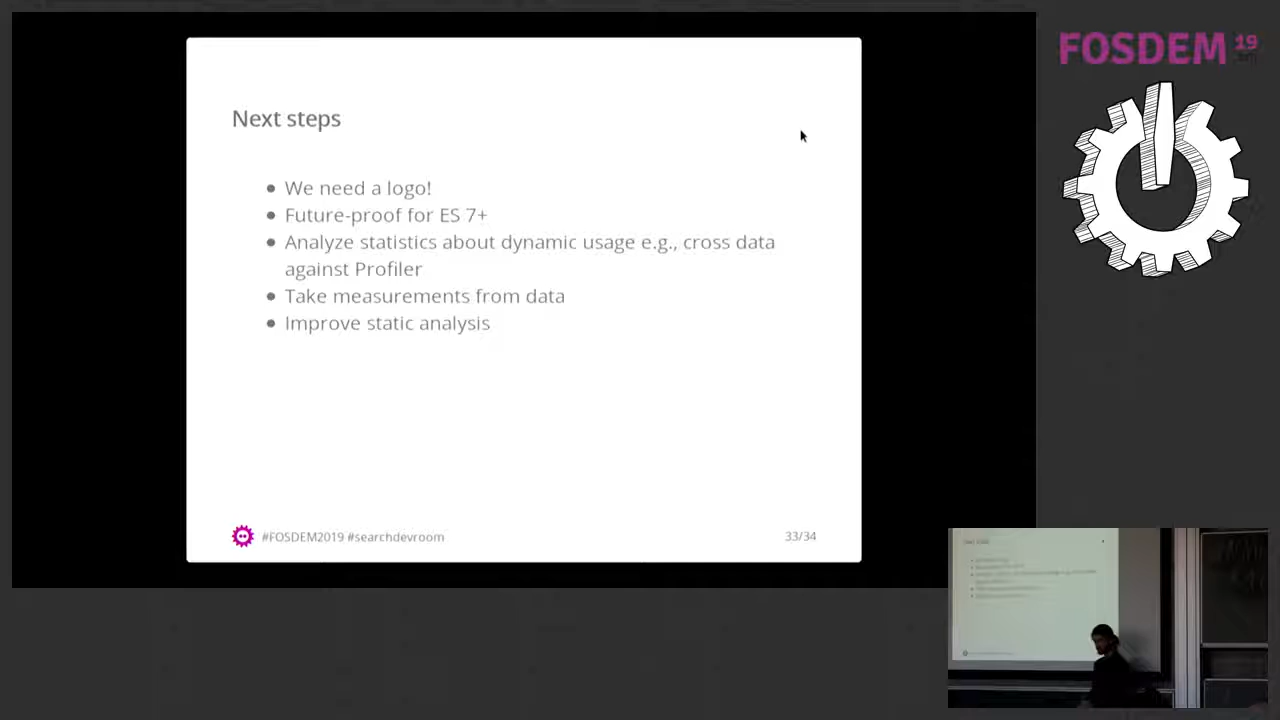 FOSDEM 19
Next steps
We need a logo!
Future-proof for ES 7+
Analyze statistics about dynamic usage e.g., cross data
against Profiler
Take measurements from data
Improve static analysis
#FOSDEM2019 #searchdevroom
33/34